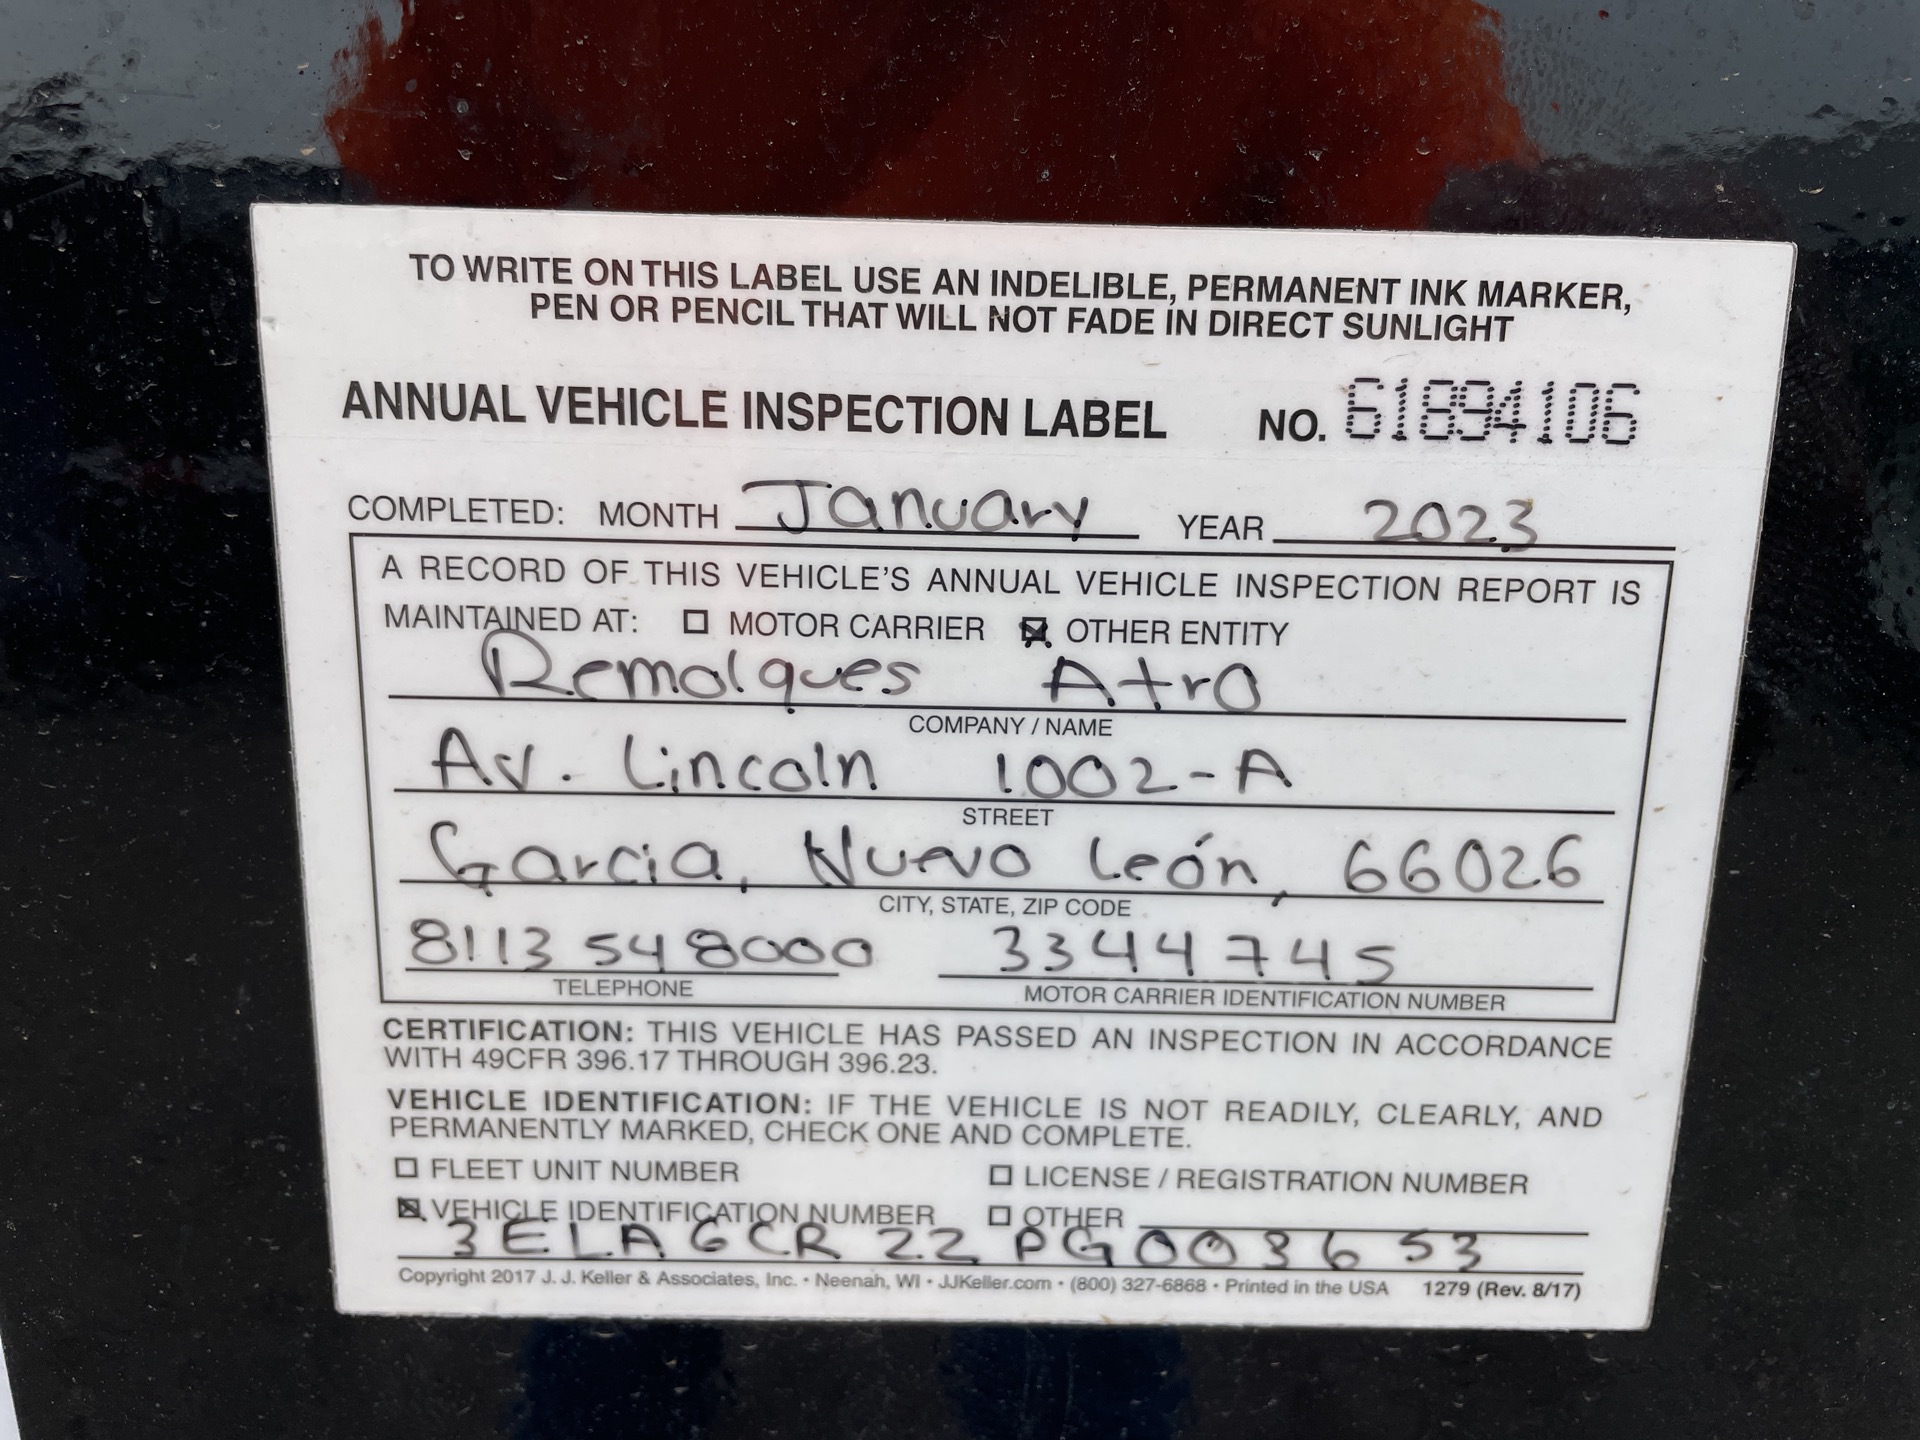 TO WRITE ON THIS LABEL USE AN INDELIBLE, PERMANENT INK MARKER,
PEN OR PENCIL THAT WILL NOT FADE IN DIRECT SUNLIGHT
ANNUAL VEHICLE INSPECTION LABEL NO. 61894106
COMPLETED: MONTH January YEAR 2023
A RECORD OF THIS VEHICLE'S ANNUAL VEHICLE INSPECTION REPORT IS
MAINTAINED AT: ☐ MOTOR CARRIER ☒ OTHER ENTITY
Remolques Atro
COMPANY / NAME
Av. Lincoln 1002-A
STREET
Garcia, Nuevo León, 66026
CITY, STATE, ZIP CODE
8113 548000 3344745
TELEPHONE MOTOR CARRIER IDENTIFICATION NUMBER
CERTIFICATION: THIS VEHICLE HAS PASSED AN INSPECTION IN ACCORDANCE
WITH 49CFR 396.17 THROUGH 396.23.
VEHICLE IDENTIFICATION: IF THE VEHICLE IS NOT READILY, CLEARLY, AND
PERMANENTLY MARKED, CHECK ONE AND COMPLETE.
☐ FLEET UNIT NUMBER ☐ LICENSE / REGISTRATION NUMBER
☒ VEHICLE IDENTIFICATION NUMBER ☐ OTHER
3ELAGCR22PG003653
Copyright 2017 J. J. Keller & Associates, Inc. • Neenah, WI • JJKeller.com • (800) 327-6868 • Printed in the USA 1279 (Rev. 8/17)